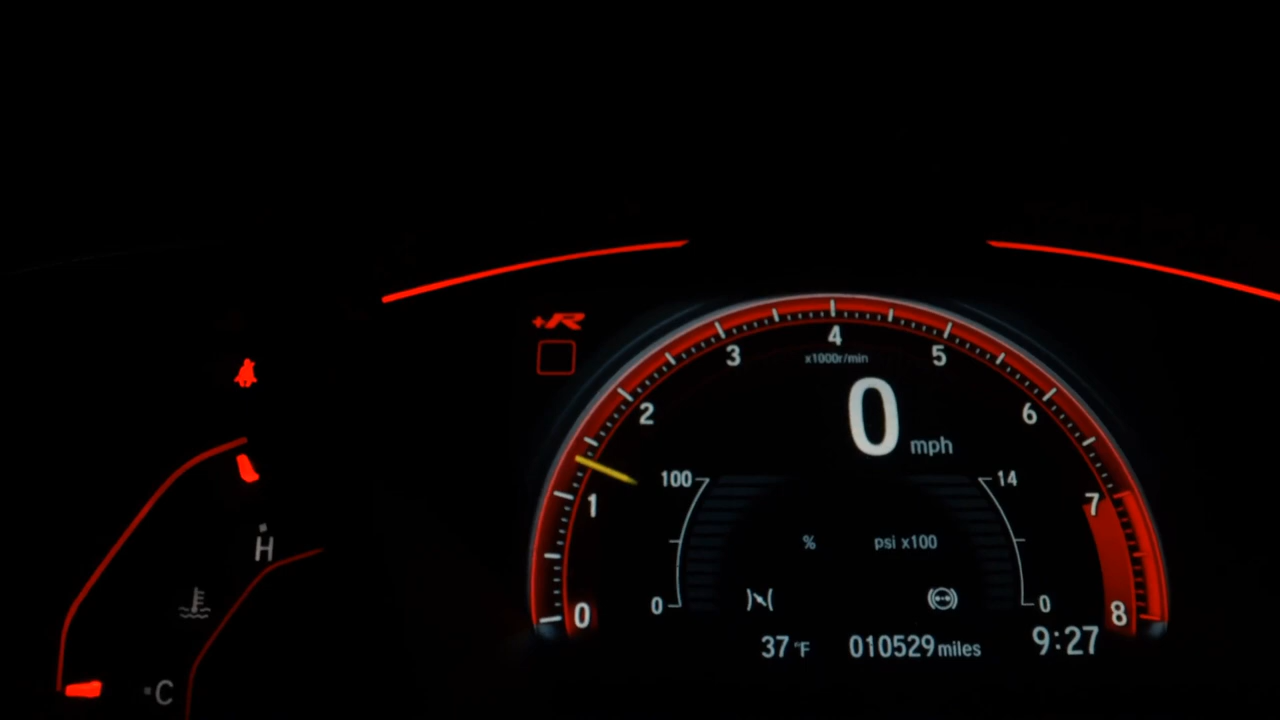 +R
4
3 5
x1000r/min
2 0 6
mph
100 14
1 7
% psi x100
H
0 0
0 8
37 °F 010529 miles 9:27
C